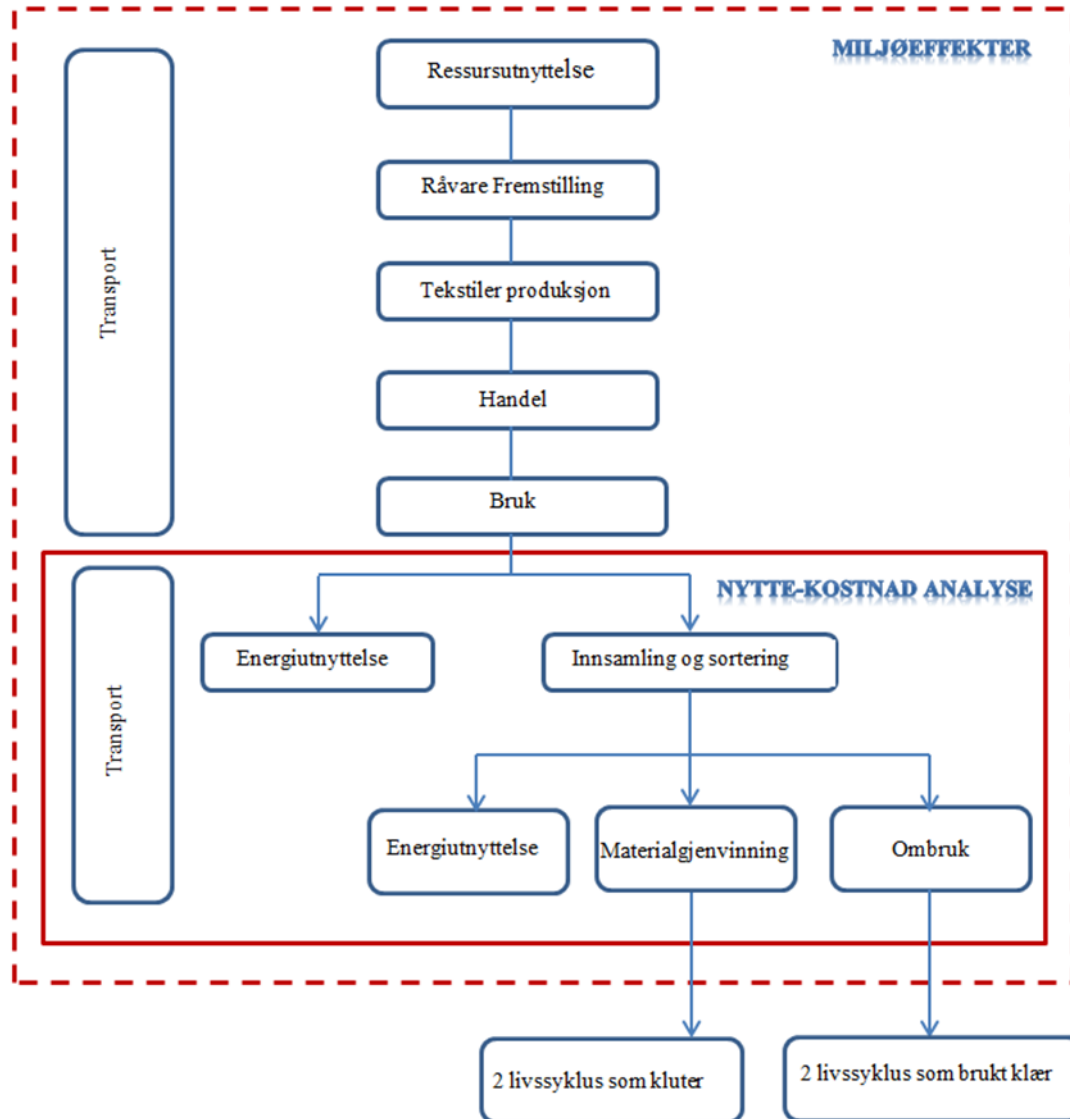 MILJØEFFEKTER
Ressursutnyttelse
Råvare Fremstilling
Transport
Tekstiler produksjon
Handel
Bruk
NYTTE-KOSTNAD ANALYSE
Transport
Energiutnyttelse
Innsamling og sortering
Energiutnyttelse
Materialgjenvinning
Ombruk
2 livssyklus som kluter
2 livssyklus som brukt klær